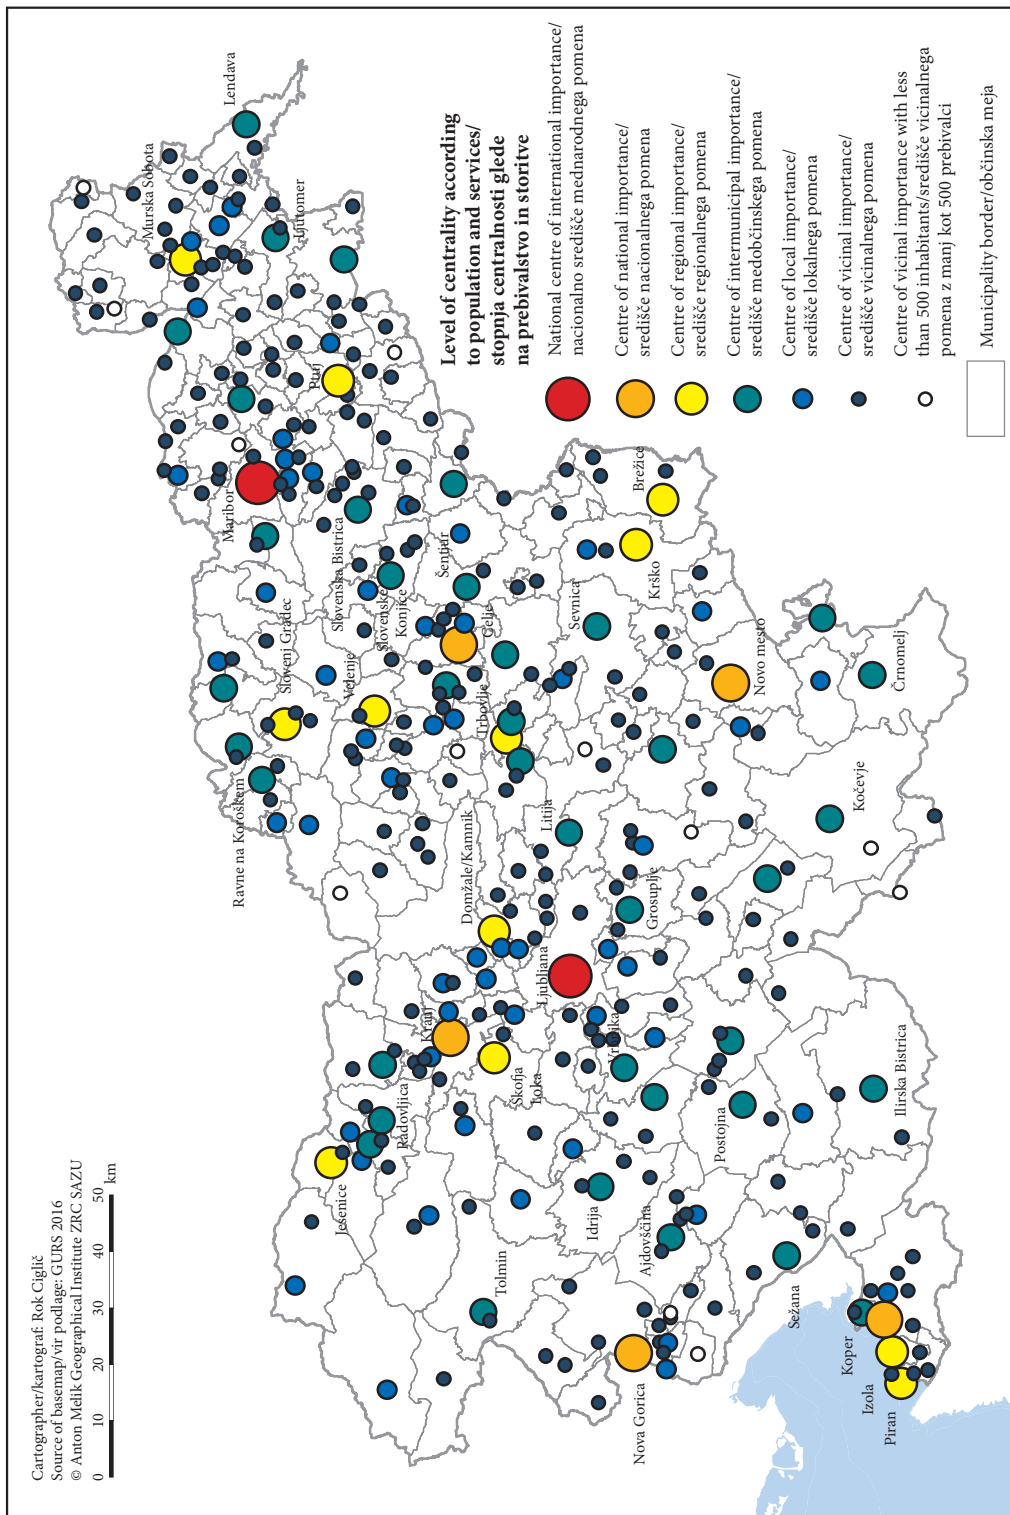 Cartographer/kartograf: Rok Ciglič
Source of basemap/vir podlage: GURS 2016
© Anton Melik Geographical Institute ZRC SAZU
0
10
20
30
40
50
km
Level of centrality according
to population and services/
stopnja centralnosti glede
na prebivalstvo in storitve
National centre of international importance/
nacionalno središče mednarodnega pomena
Centre of national importance/
središče nacionalnega pomena
Centre of regional importance/
središče regionalnega pomena
Centre of intermunicipal importance/
središče medobčinskega pomena
Centre of local importance/
središče lokalnega pomena
Centre of vicinal importance/
središče vicinalnega pomena
Centre of vicinal importance with less
than 500 inhabitants/središče vicinalnega
pomena z manj kot 500 prebivalci
Municipality border/občinska meja
Lendava
Murska Sobota
Ljutomer
Ptuj
Maribor
Slovenska Bistrica
Slovenske
Konjice
Šentjur
Celje
Slovenj Gradec
Velenje
Ravne na Koroškem
Trbovlje
Sevnica
Krško
Brežice
Novo mesto
Črnomelj
Kočevje
Litija
Domžale/Kamnik
Grosuplje
Ljubljana
Vrhnika
Kranj
Škofja
Loka
Radovljica
Jesenice
Tolmin
Idrija
Ajdovščina
Postojna
Ilirska Bistrica
Nova Gorica
Sežana
Koper
Izola
Piran